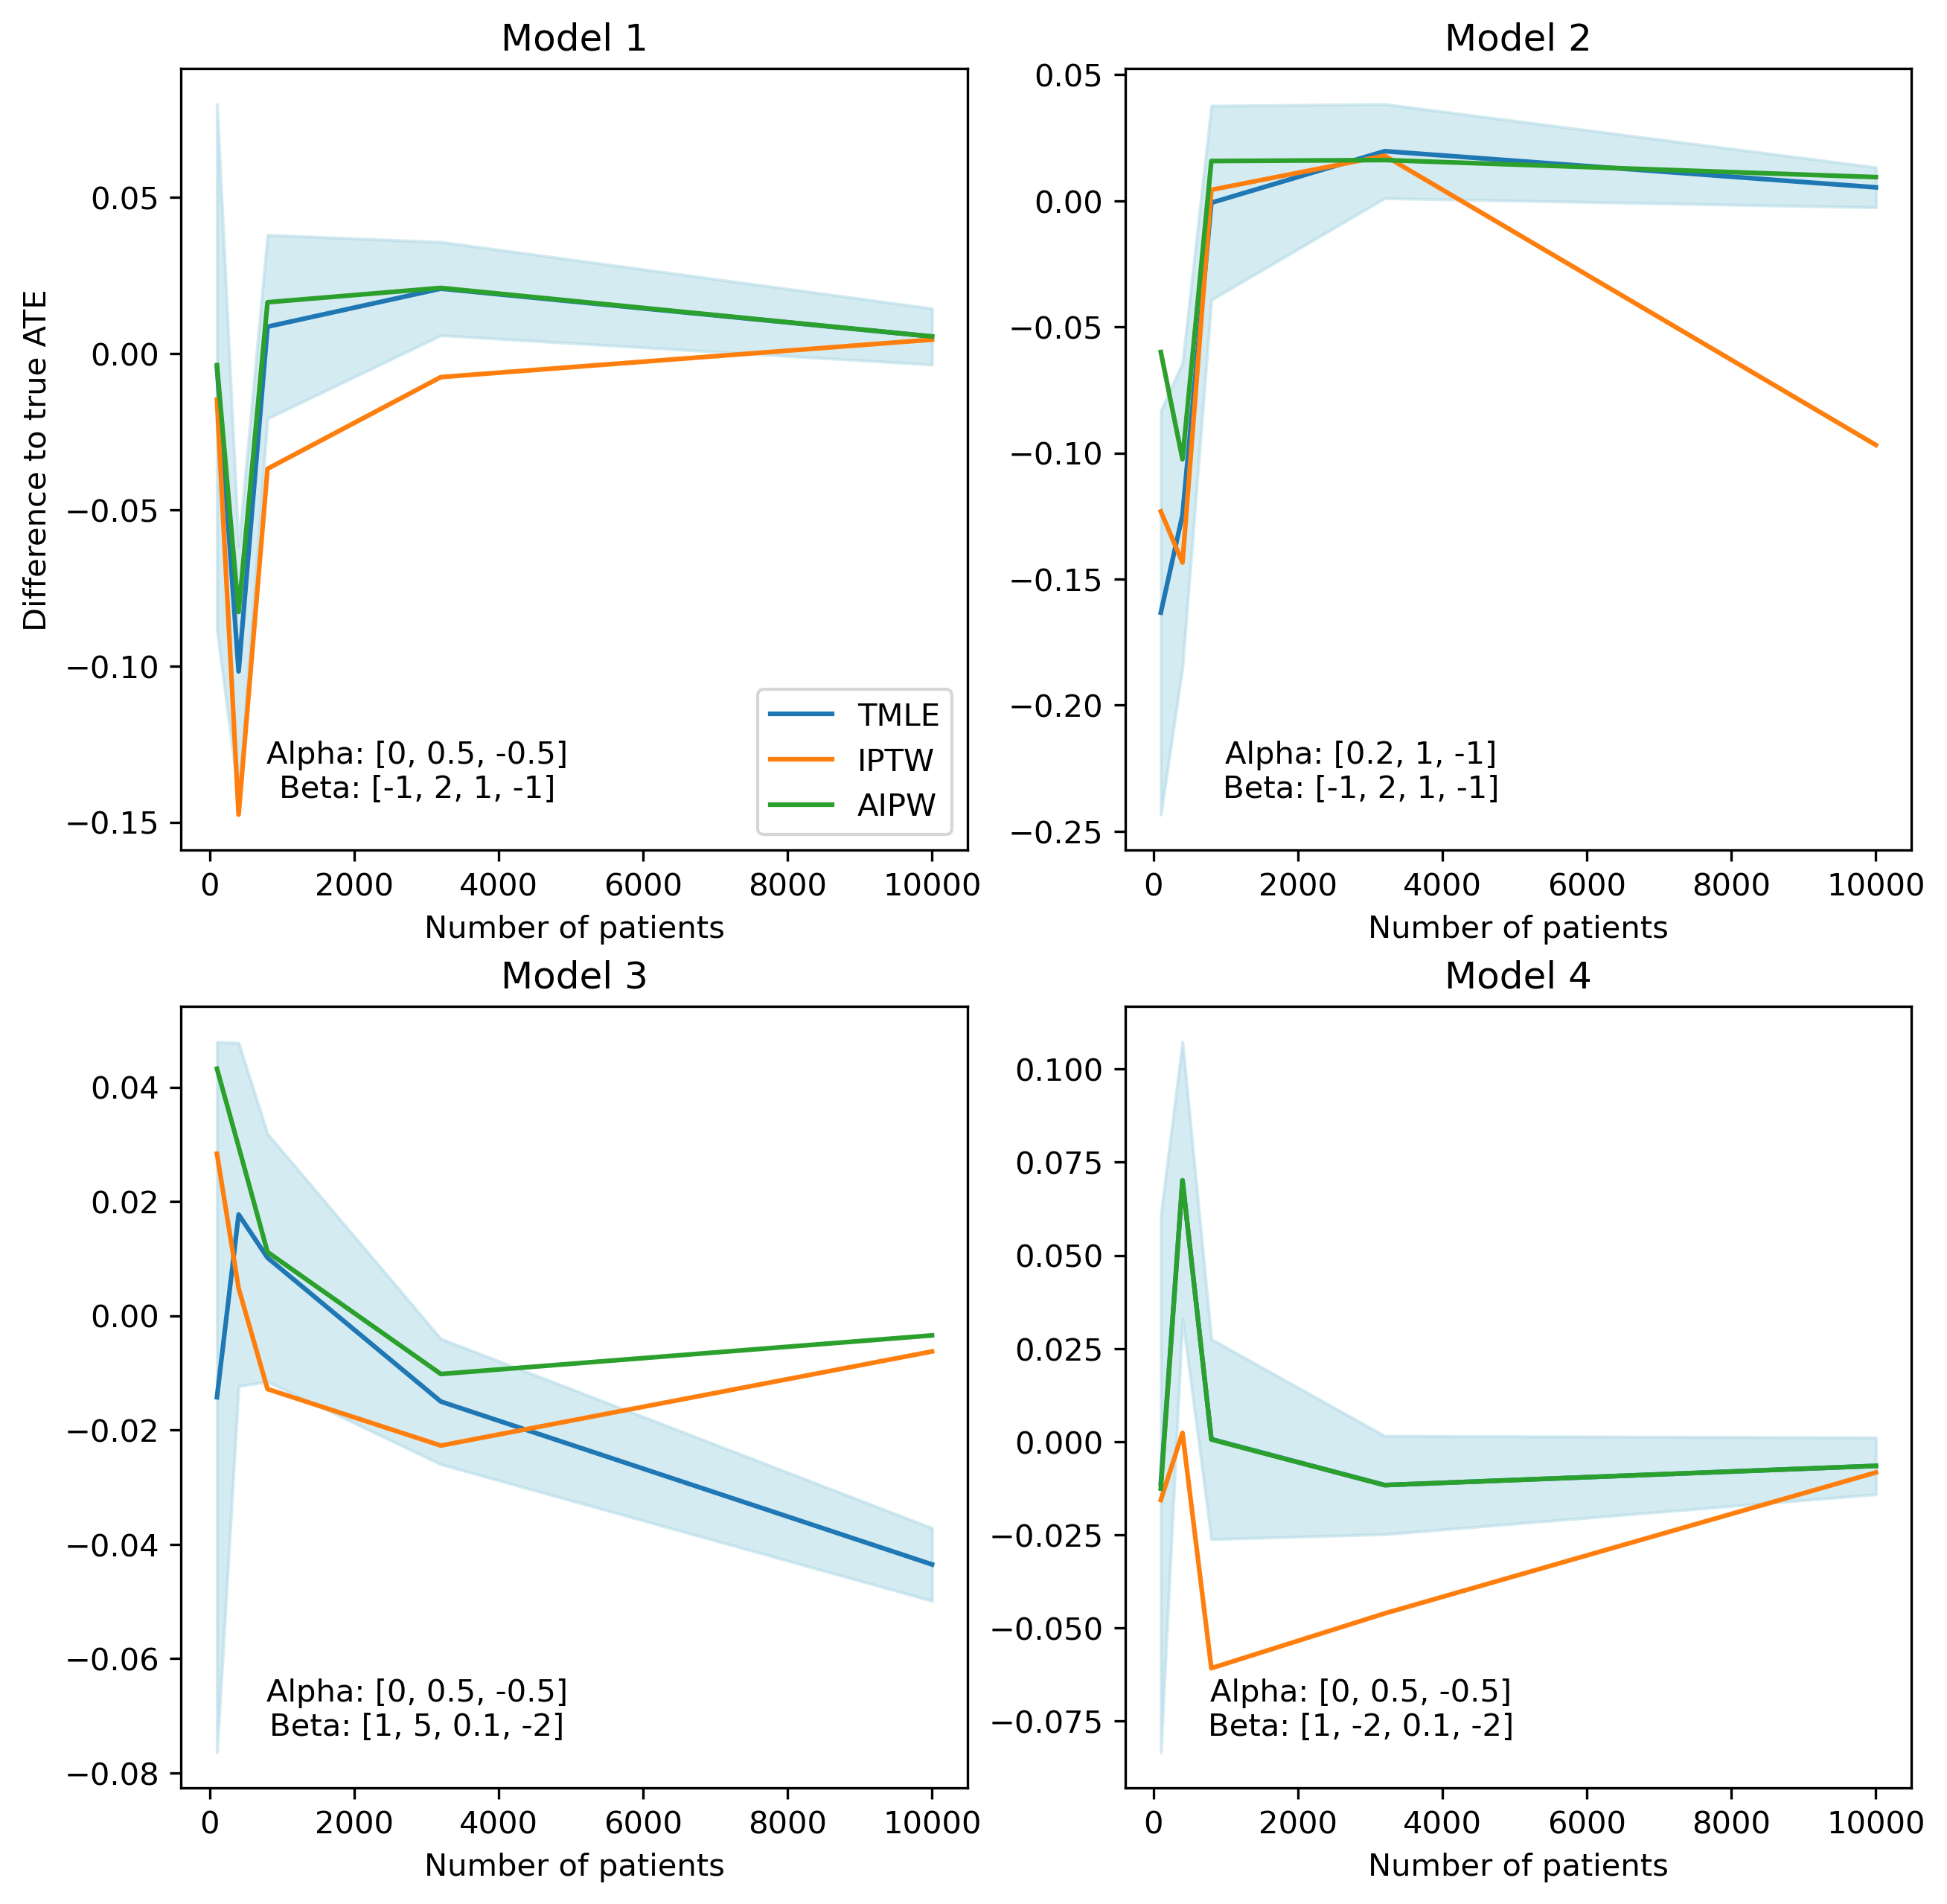 Model 1
Difference to true ATE
0.05
0.00
−0.05
−0.10
−0.15
Alpha: [0, 0.5, -0.5]
Beta: [-1, 2, 1, -1]
TMLE
IPTW
AIPW
0 2000 4000 6000 8000 10000
Number of patients
Model 2
0.05
0.00
−0.05
−0.10
−0.15
−0.20
−0.25
Alpha: [0.2, 1, -1]
Beta: [-1, 2, 1, -1]
0 2000 4000 6000 8000 10000
Number of patients
Model 3
0.04
0.02
0.00
−0.02
−0.04
−0.06
−0.08
Alpha: [0, 0.5, -0.5]
Beta: [1, 5, 0.1, -2]
0 2000 4000 6000 8000 10000
Number of patients
Model 4
0.100
0.075
0.050
0.025
0.000
−0.025
−0.050
−0.075
Alpha: [0, 0.5, -0.5]
Beta: [1, -2, 0.1, -2]
0 2000 4000 6000 8000 10000
Number of patients